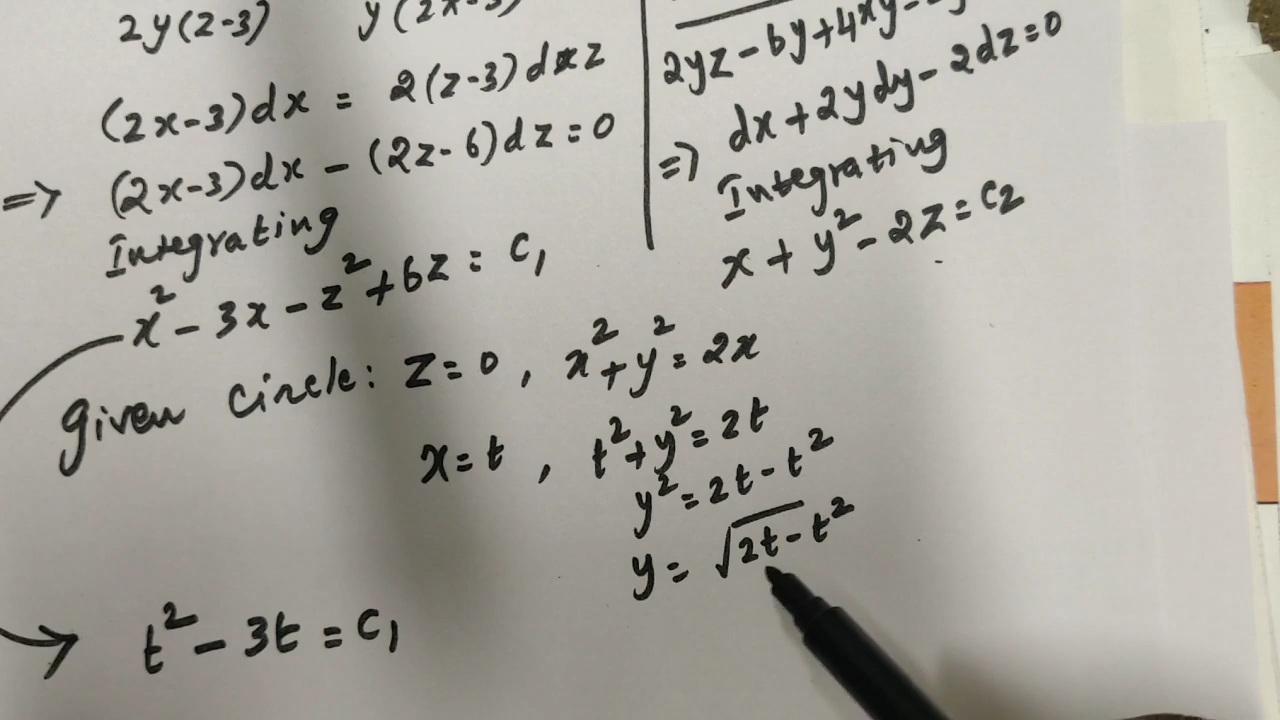 2y(z-3) y(2x-3)
(2x-3)dx = 2(z-3)dz
=> (2x-3)dx - (2z-6)dz = 0
Integrating
x² - 3x - z² + 6z = c₁
2yz - 6y + 4xy -
=> dx + 2y dy - 2dz = 0
Integrating
x + y² - 2z = c₂
given circle: z = 0, x² + y² = 2x
x = t, t² + y² = 2t
y² = 2t - t²
y = √2t - t²
t² - 3t = c₁